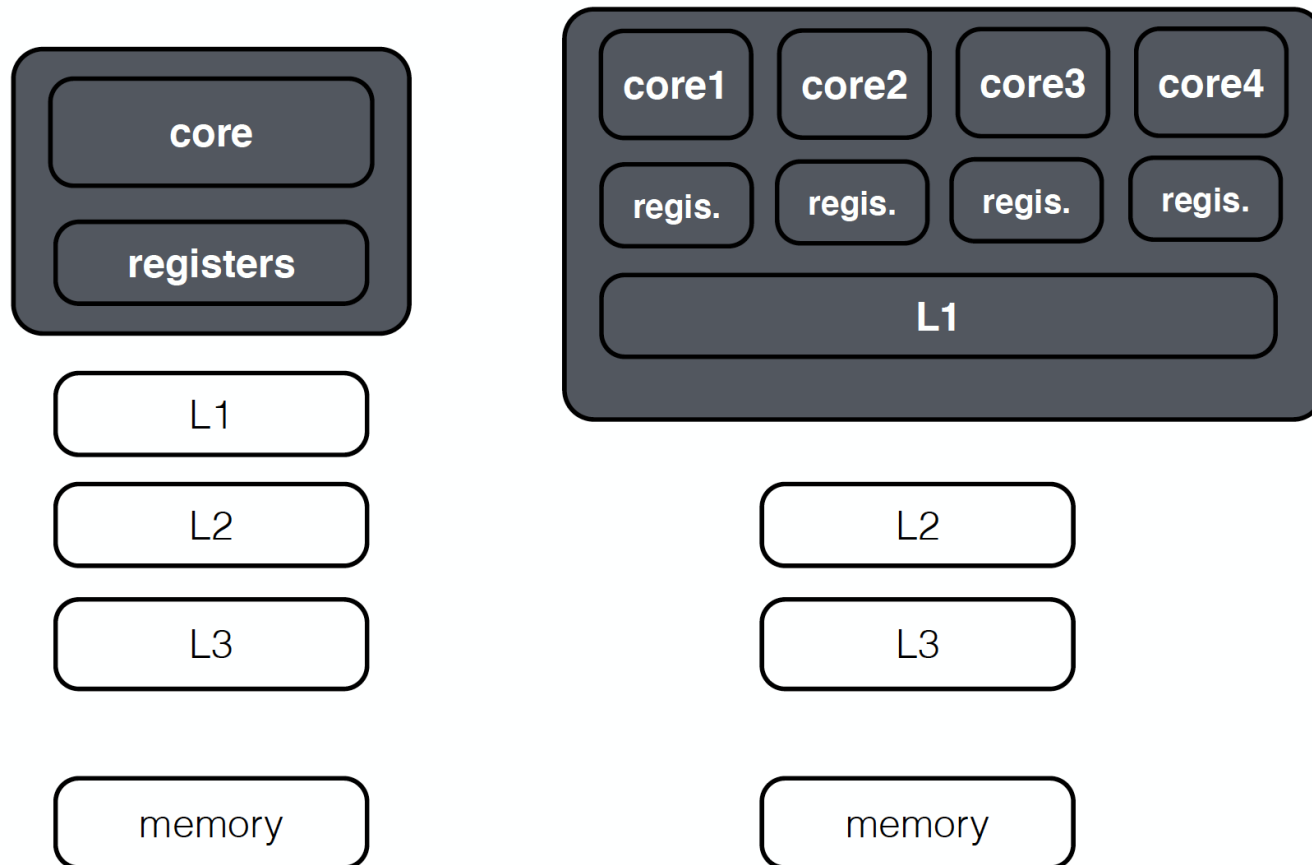 core
registers
L1
L2
L3
memory
core1 core2 core3 core4
regis. regis. regis. regis.
L1
L2
L3
memory